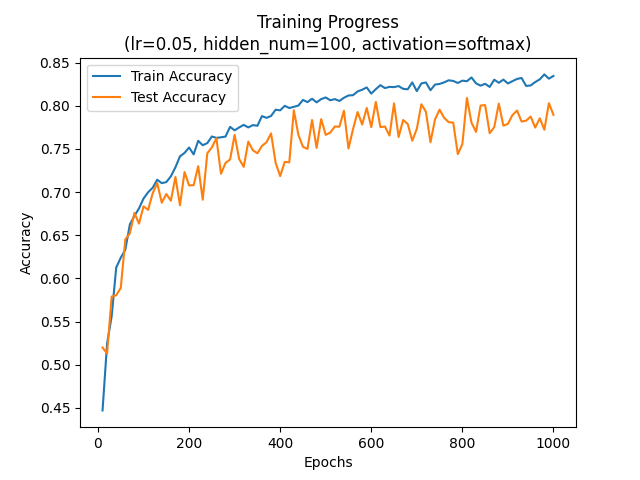 Training Progress
(lr=0.05, hidden_num=100, activation=softmax)
Train Accuracy
Test Accuracy
0.85
0.80
0.75
0.70
0.65
0.60
0.55
0.50
0.45
Accuracy
0
200
400
600
800
1000
Epochs